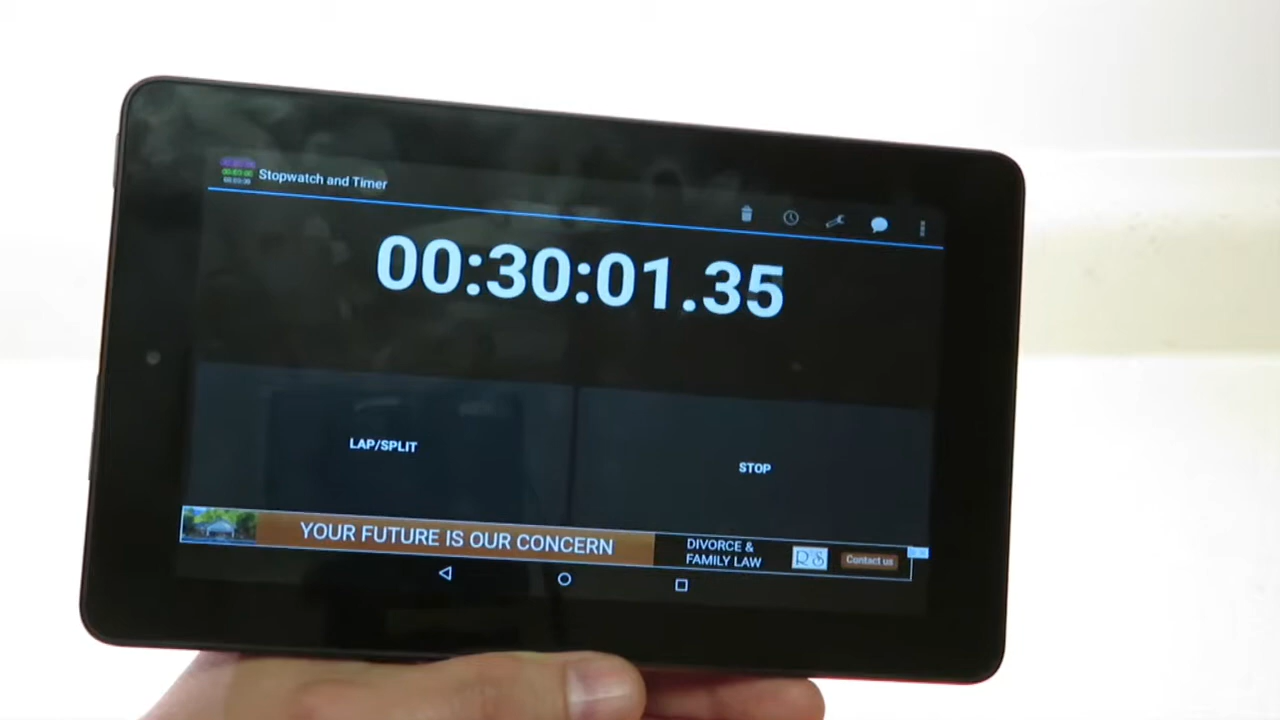 Stopwatch and Timer
00:30:01.35
LAP/SPLIT
STOP
YOUR FUTURE IS OUR CONCERN
DIVORCE &
FAMILY LAW
R&S
Contact us